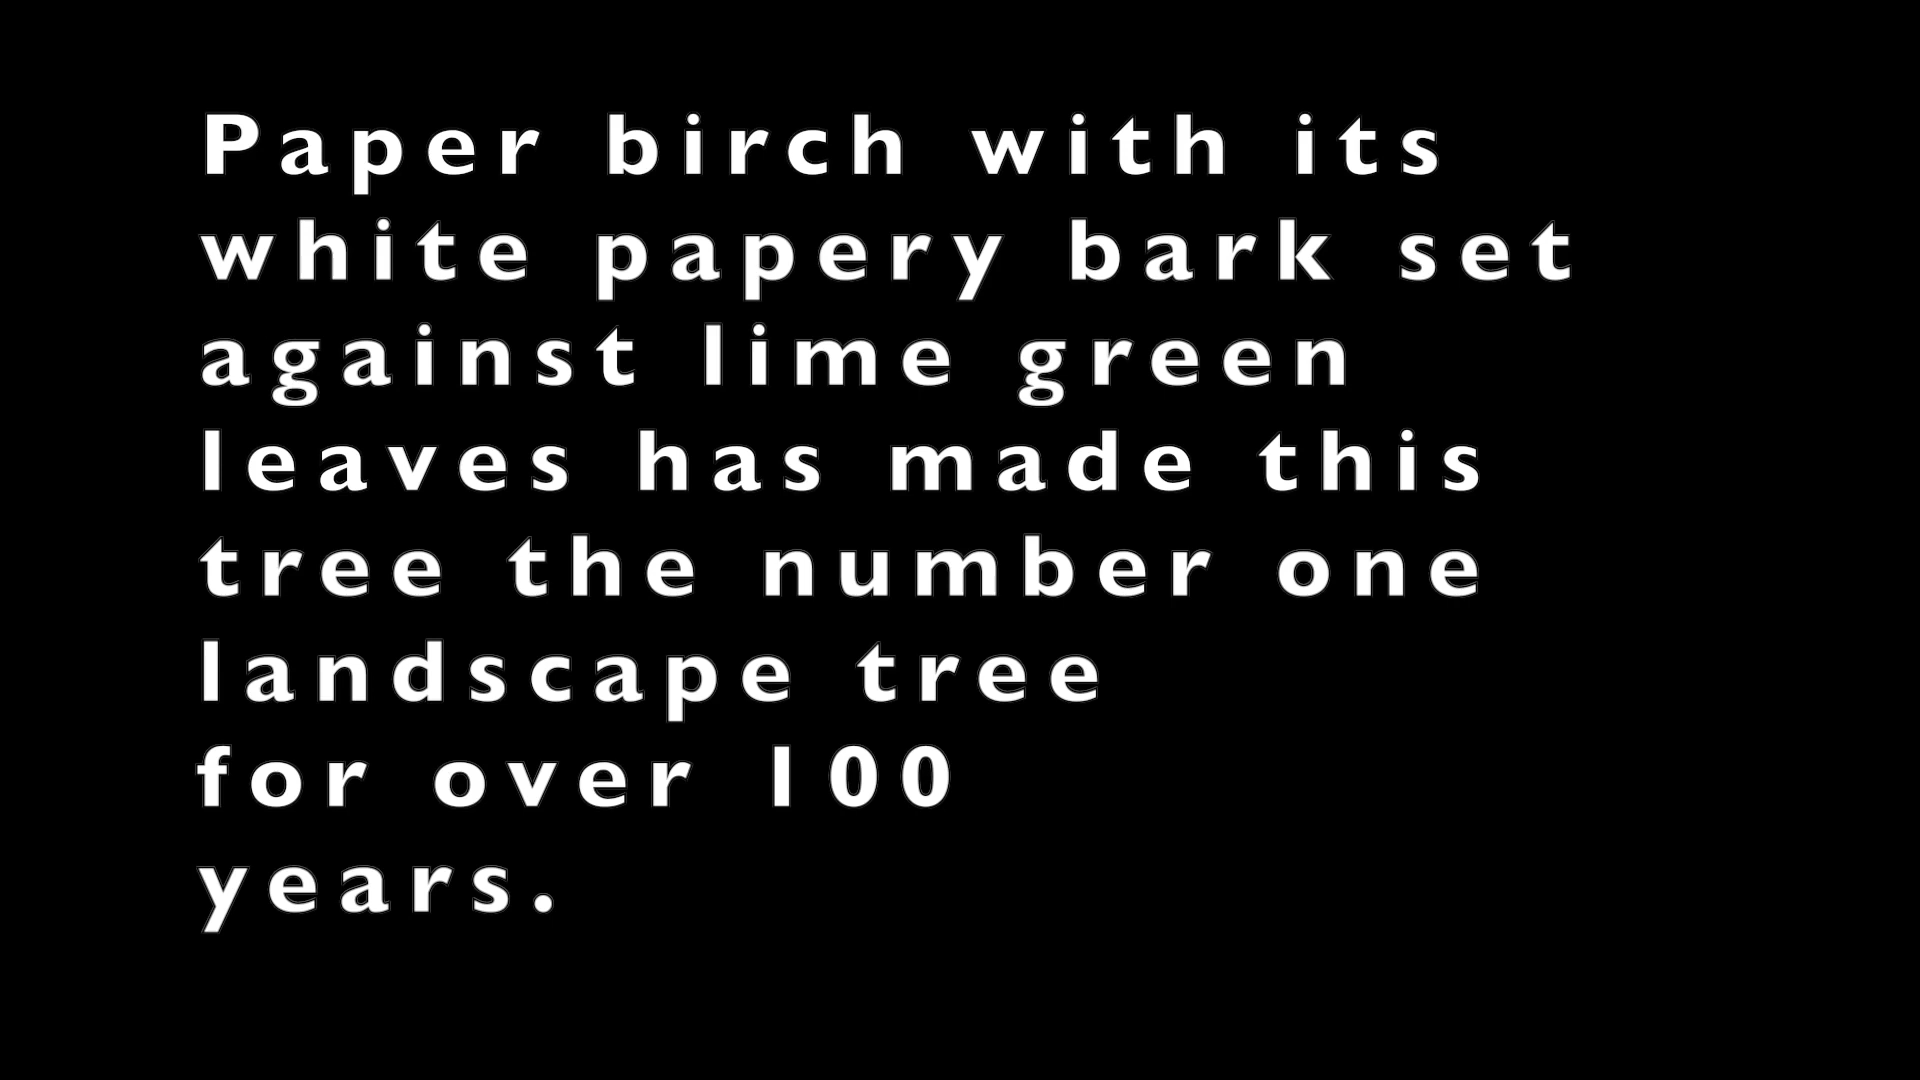 Paper birch with its
white papery bark set
against lime green
leaves has made this
tree the number one
landscape tree
for over 100
years.